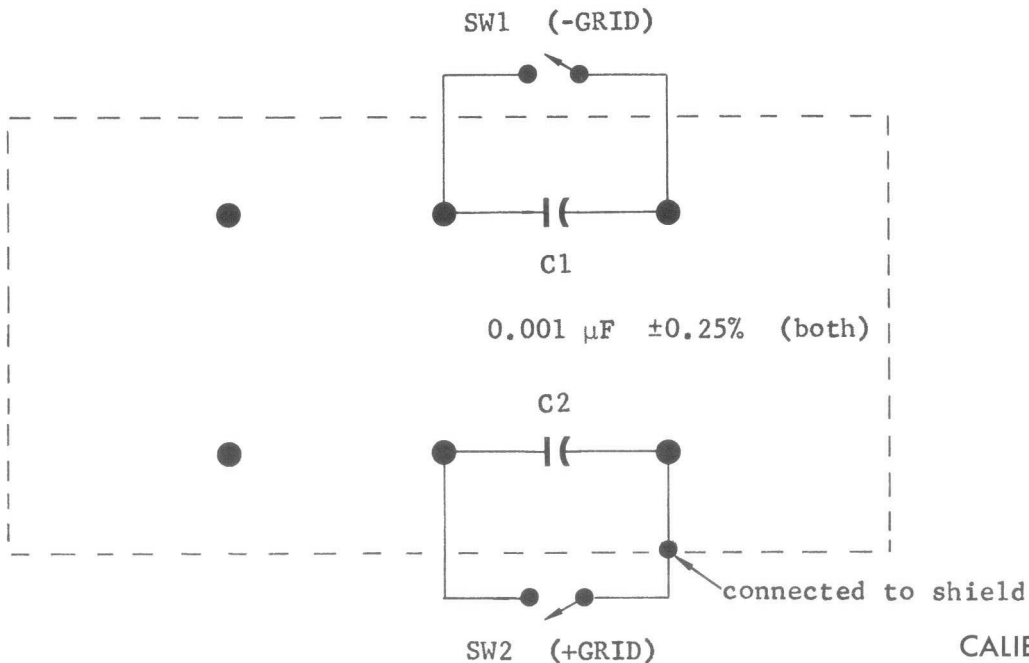 SW1 (-GRID)
C1
0.001 μF ±0.25% (both)
C2
connected to shield
SW2 (+GRID)